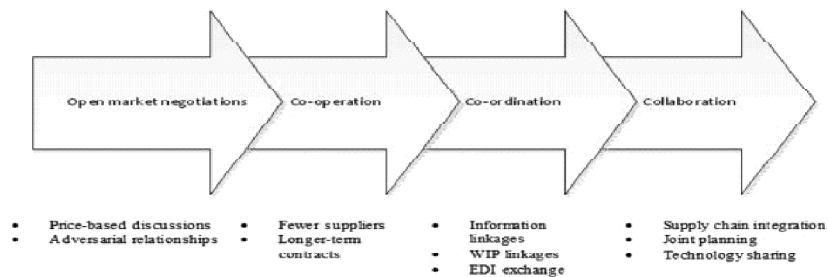 Open market negotiations
Co-operation
Co-ordination
Collaboration
• Price-based discussions
• Adversarial relationships
• Fewer suppliers
• Longer-term
contracts
• Information
linkages
• WIP linkages
• EDI exchange
• Supply chain integration
• Joint planning
• Technology sharing